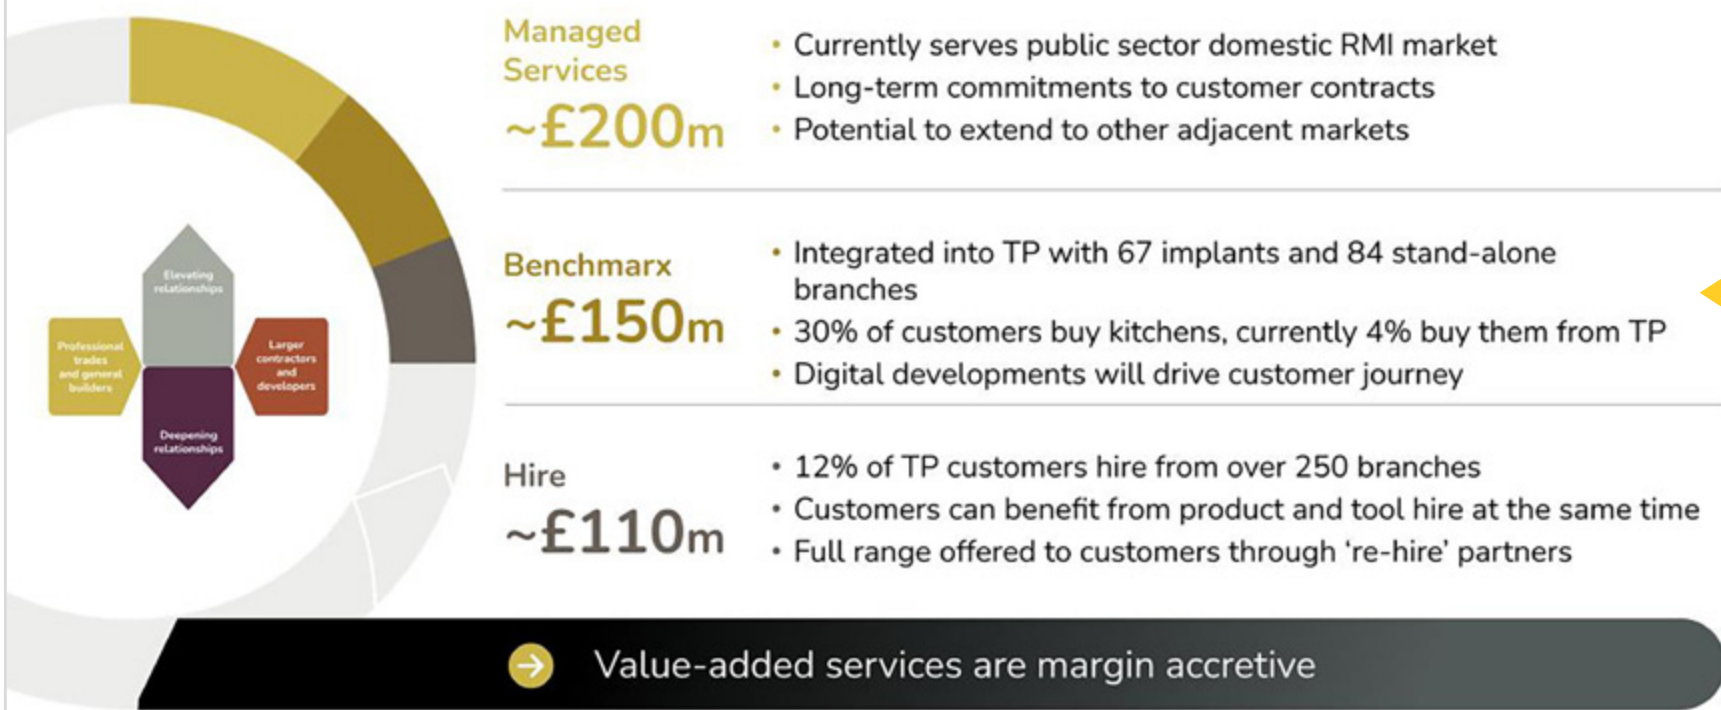 Managed
Services
~£200m
• Currently serves public sector domestic RMI market
• Long-term commitments to customer contracts
• Potential to extend to other adjacent markets
Elevating
relationships
Professional
trades
and general
builders
Larger
contractors
and
developers
Deepening
relationships
Benchmarx
~£150m
• Integrated into TP with 67 implants and 84 stand-alone
branches
• 30% of customers buy kitchens, currently 4% buy them from TP
• Digital developments will drive customer journey
Hire
~£110m
• 12% of TP customers hire from over 250 branches
• Customers can benefit from product and tool hire at the same time
• Full range offered to customers through ‘re-hire’ partners
Value-added services are margin accretive